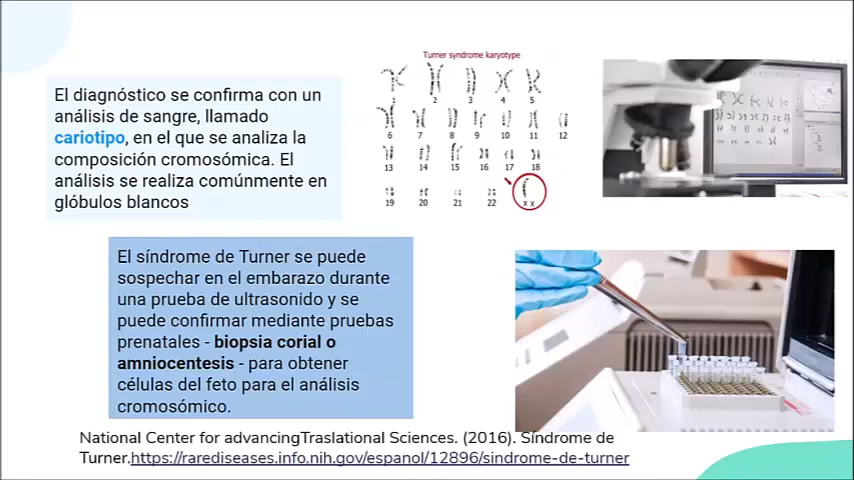 El diagnóstico se confirma con un
análisis de sangre, llamado
cariotipo, en el que se analiza la
composición cromosómica. El
análisis se realiza comúnmente en
glóbulos blancos
Turner syndrome karyotype
1 2 3 4 5
6 7 8 9 10 11 12
13 14 15 16 17 18
19 20 21 22 x x
El síndrome de Turner se puede
sospechar en el embarazo durante
una prueba de ultrasonido y se
puede confirmar mediante pruebas
prenatales - biopsia corial o
amniocentesis - para obtener
células del feto para el análisis
cromosómico.
National Center for advancingTraslational Sciences. (2016). Síndrome de
Turner.https://rarediseases.info.nih.gov/espanol/12896/sindrome-de-turner